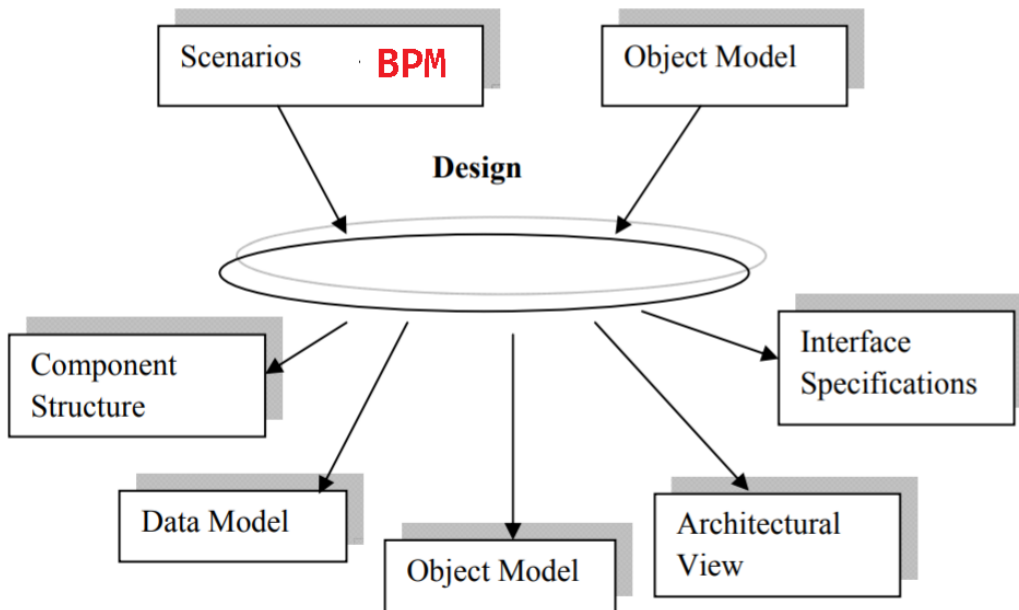 Scenarios BPM
Object Model
Design
Component
Structure
Interface
Specifications
Data Model
Object Model
Architectural
View